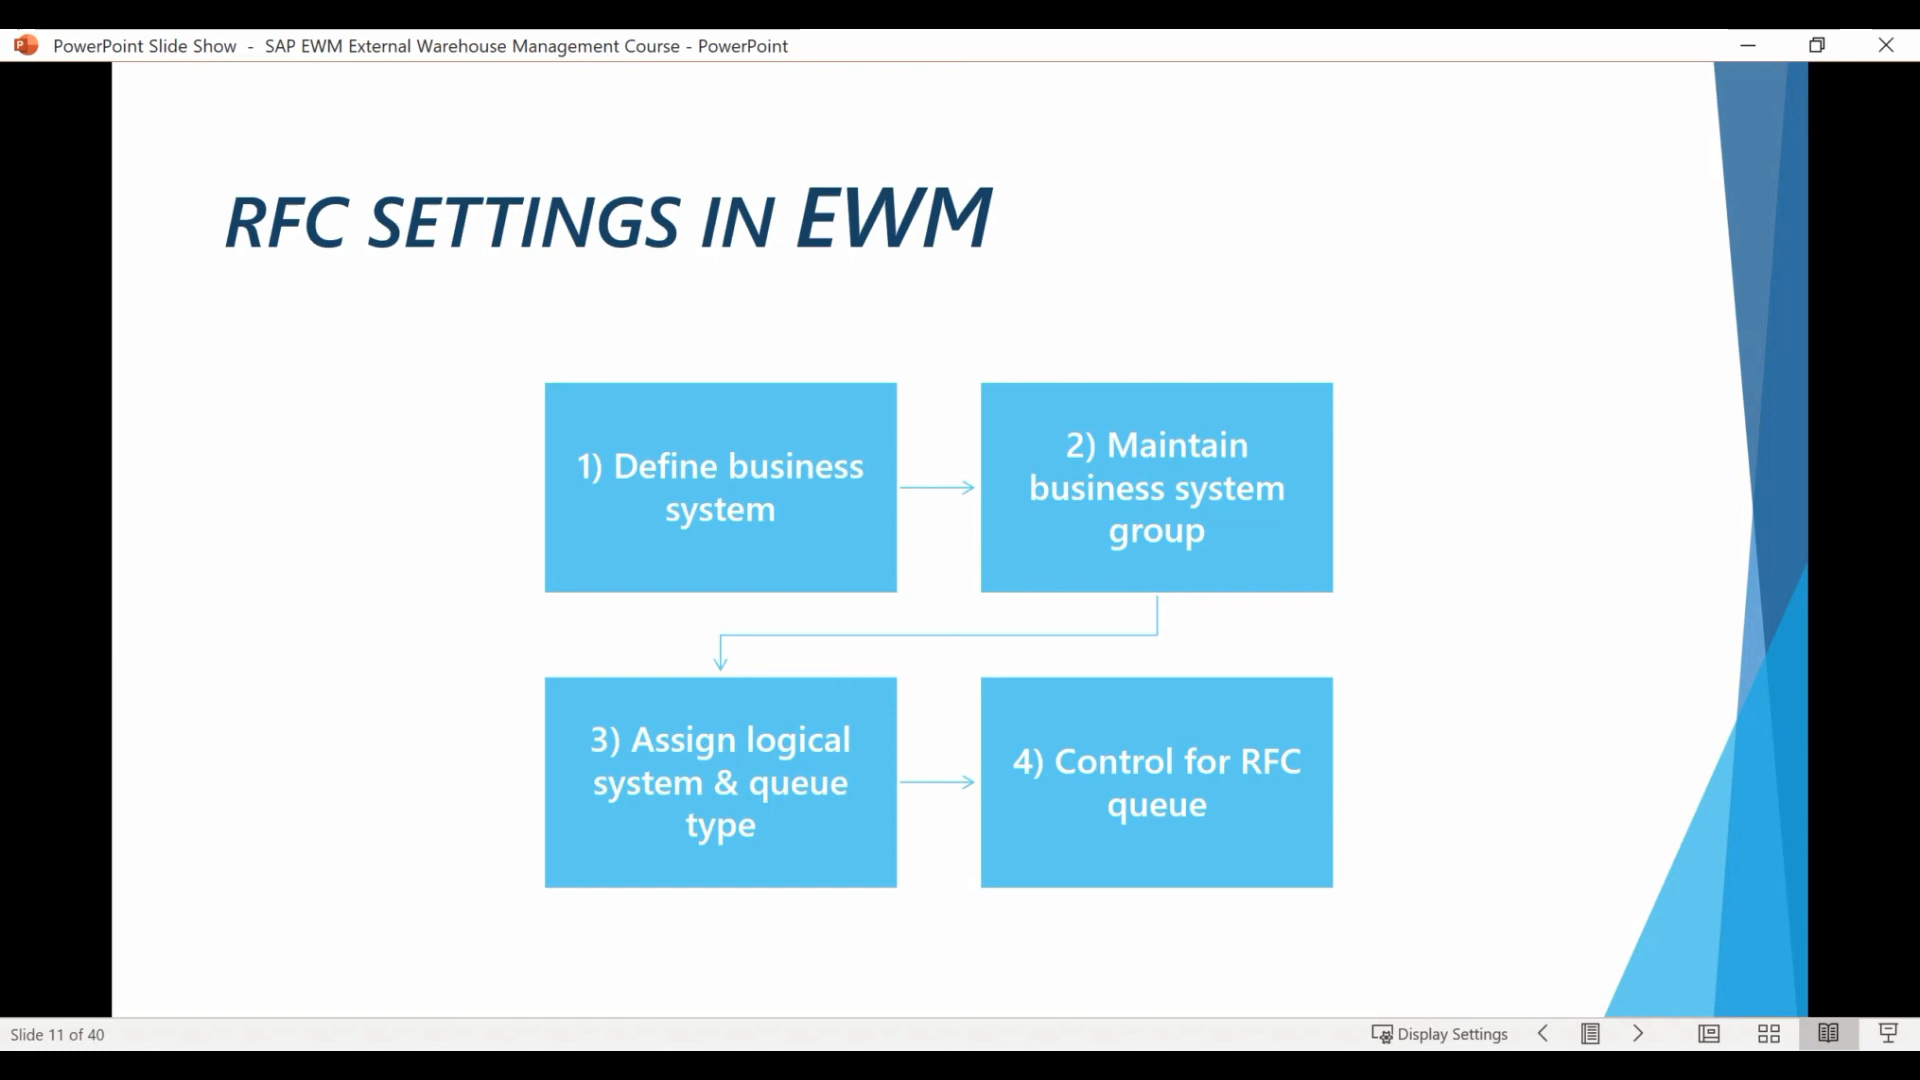 PowerPoint Slide Show - SAP EWM External Warehouse Management Course - PowerPoint
RFC SETTINGS IN EWM
1) Define business
system
2) Maintain
business system
group
3) Assign logical
system & queue
type
4) Control for RFC
queue
Slide 11 of 40
Display Settings